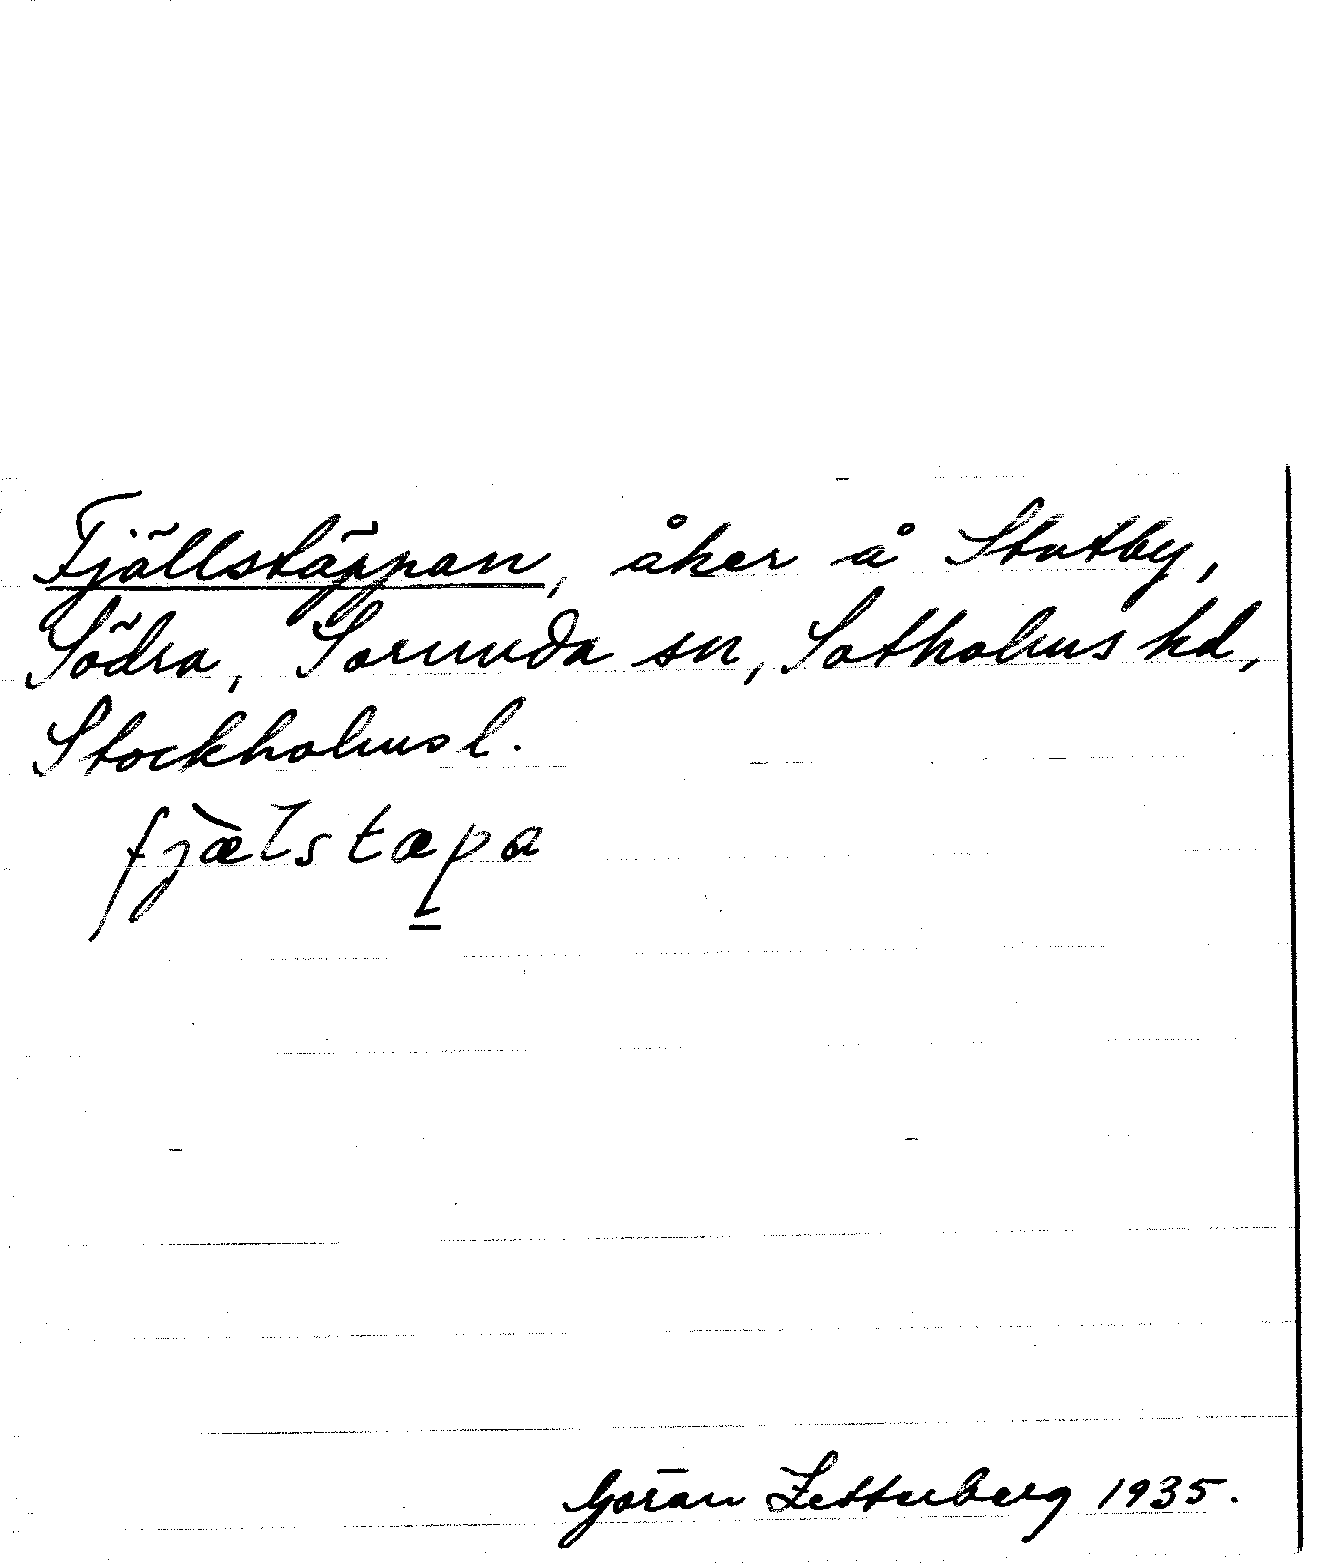 Fjällstäppan, åker å Stutby,
Södra, Sorunda sn, Sotholms hd,
Stockholms l.
fjælstæpa
Göran Zetterberg 1935.